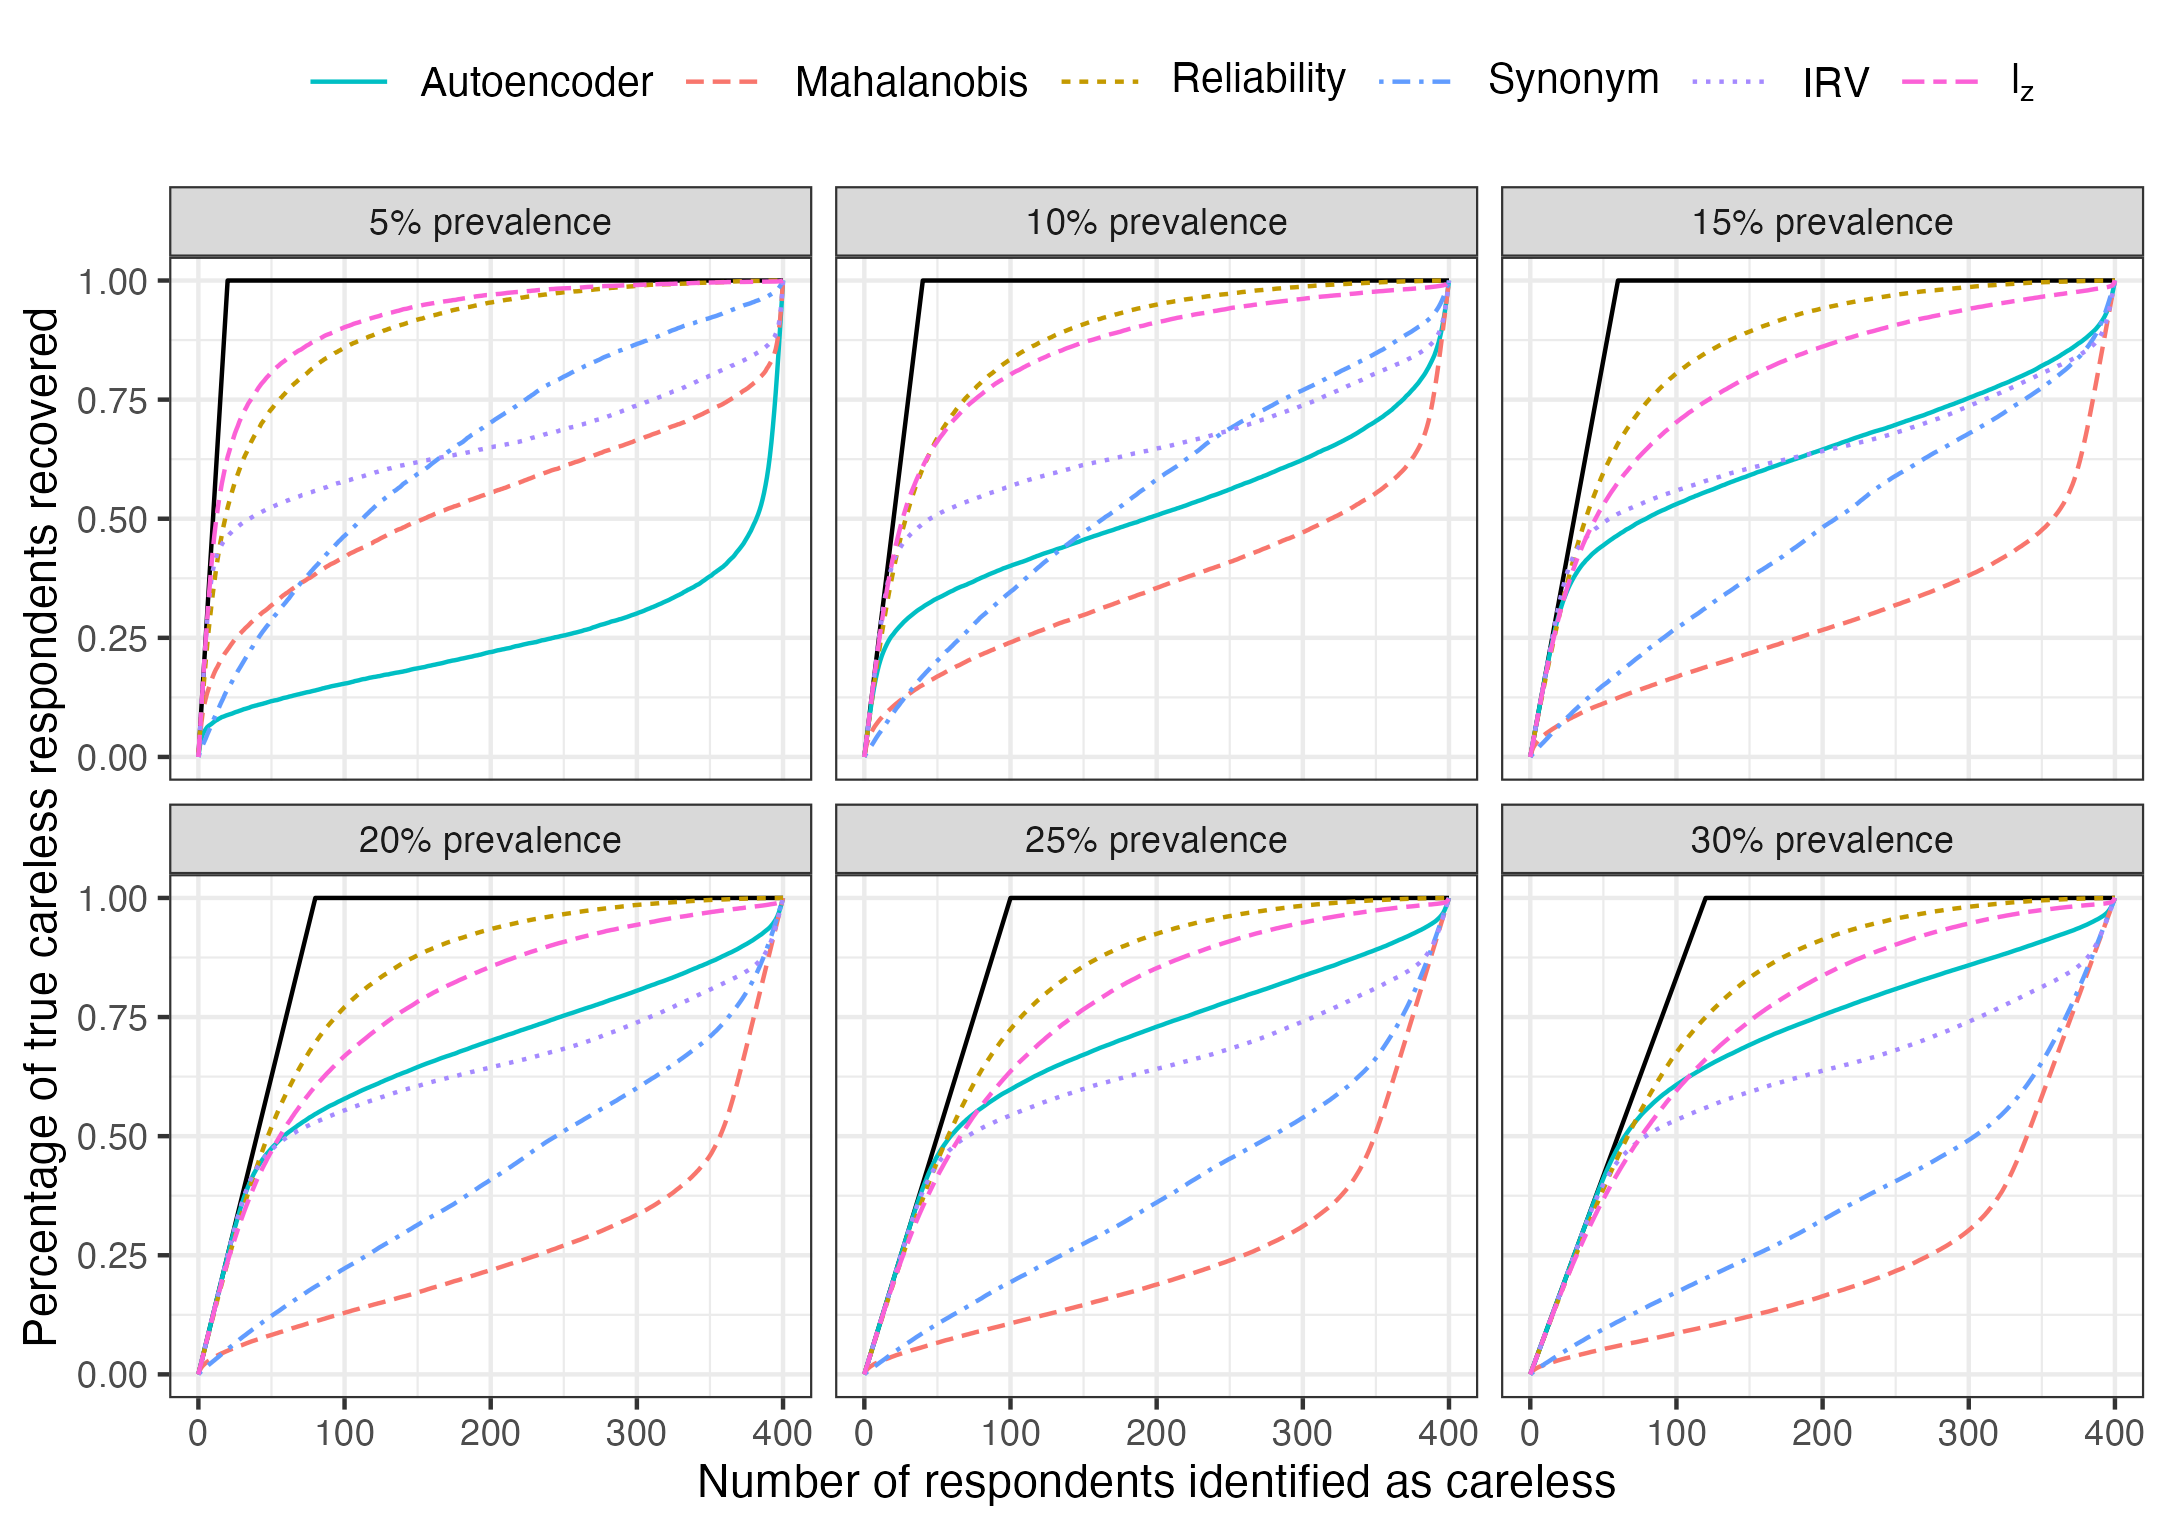 Autoencoder Mahalanobis Reliability Synonym IRV lz
5% prevalence 10% prevalence 15% prevalence
1.00
0.75
0.50
0.25
0.00
20% prevalence 25% prevalence 30% prevalence
1.00
0.75
0.50
0.25
0.00
0 100 200 300 400 0 100 200 300 400 0 100 200 300 400
Number of respondents identified as careless
Percentage of true careless respondents recovered